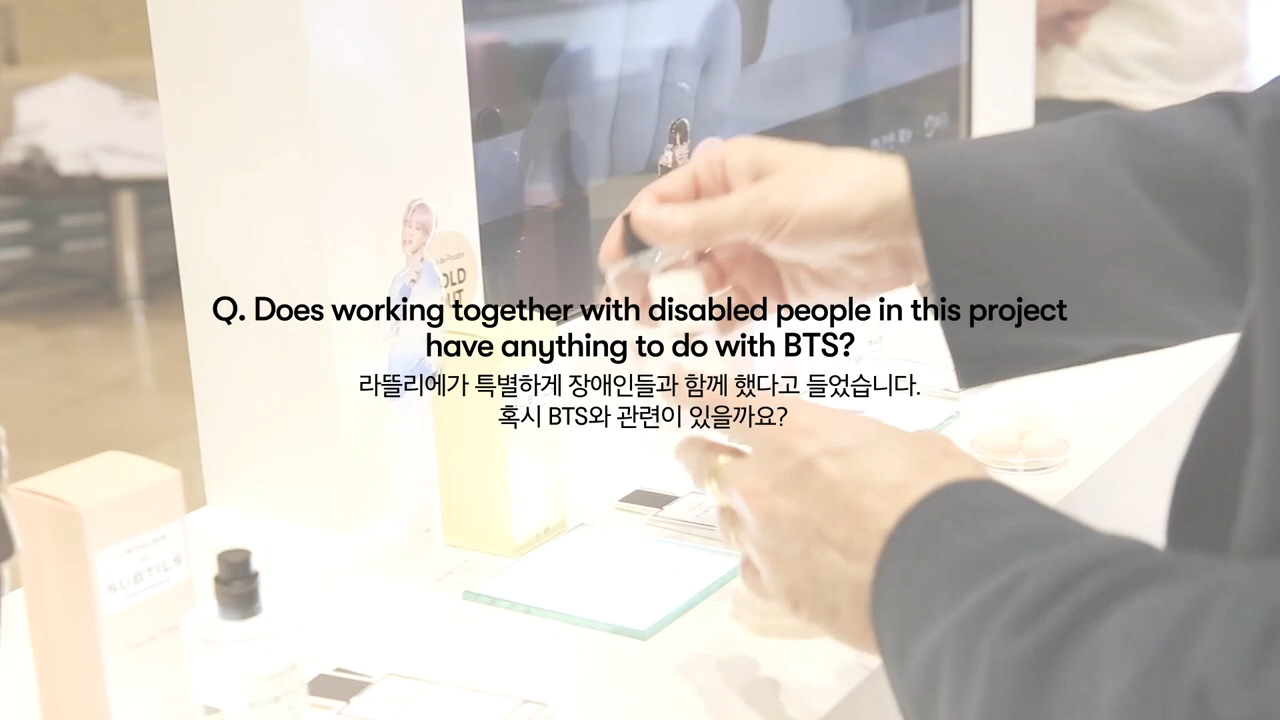 OLD
Q. Does working together with disabled people in this project
have anything to do with BTS?
라뜰리에가 특별하게 장애인들과 함께 했다고 들었습니다.
혹시 BTS와 관련이 있을까요?
SUBTILS